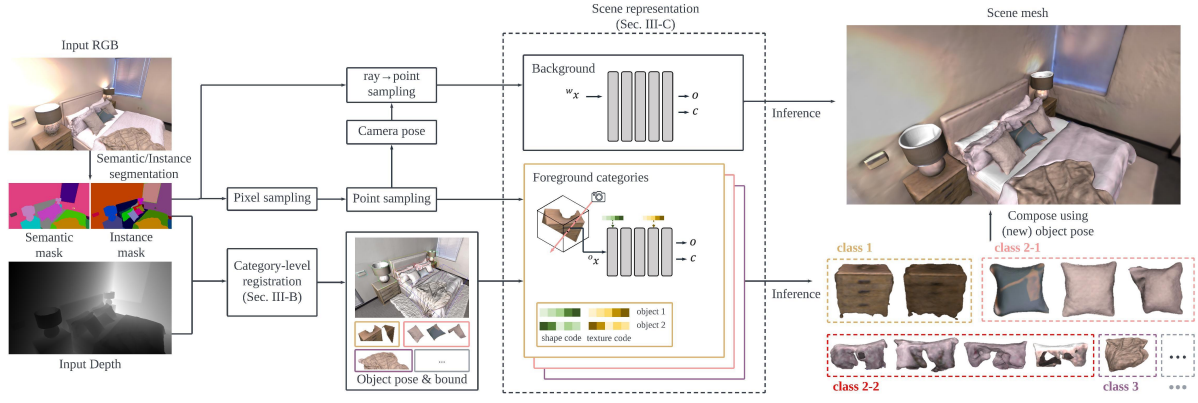 Input RGB
Semantic/Instance
segmentation
Semantic
mask
Instance
mask
Input Depth
Pixel sampling
Category-level
registration
(Sec. III-B)
ray→point
sampling
Camera pose
Point sampling
Object pose & bound
...
Scene representation
(Sec. III-C)
Background
ʷx
o
c
Foreground categories
ᵒx
o
c
object 1
object 2
shape code
texture code
Inference
Inference
Scene mesh
Compose using
(new) object pose
class 1
class 2-1
class 2-2
class 3
...
...